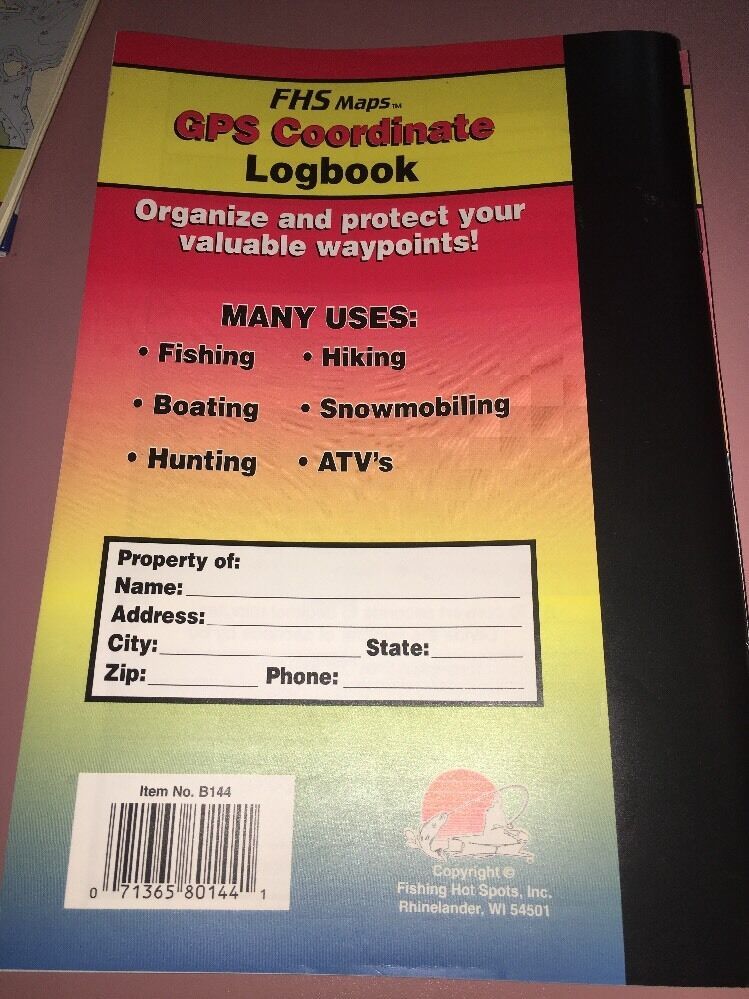 FHS Maps™
GPS Coordinate
Logbook
Organize and protect your
valuable waypoints!
MANY USES:
• Fishing • Hiking
• Boating • Snowmobiling
• Hunting • ATV's
Property of:
Name:
Address:
City: State:
Zip: Phone:
Item No. B144
0 71365 80144 1
Copyright ©
Fishing Hot Spots, Inc.
Rhinelander, WI 54501